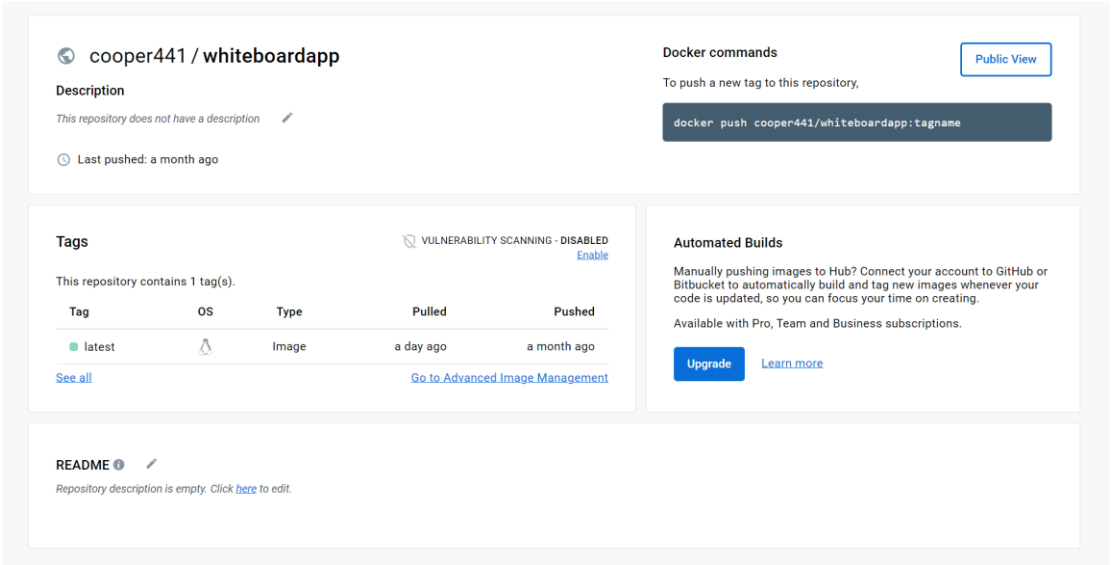 cooper441 / whiteboardapp
Description
This repository does not have a description
Last pushed: a month ago
Docker commands
Public View
To push a new tag to this repository,
docker push cooper441/whiteboardapp:tagname
Tags
VULNERABILITY SCANNING - DISABLED
Enable
This repository contains 1 tag(s).
Tag OS Type Pulled Pushed
latest Image a day ago a month ago
See all
Go to Advanced Image Management
Automated Builds
Manually pushing images to Hub? Connect your account to GitHub or
Bitbucket to automatically build and tag new images whenever your
code is updated, so you can focus your time on creating.
Available with Pro, Team and Business subscriptions.
Upgrade Learn more
README
Repository description is empty. Click here to edit.